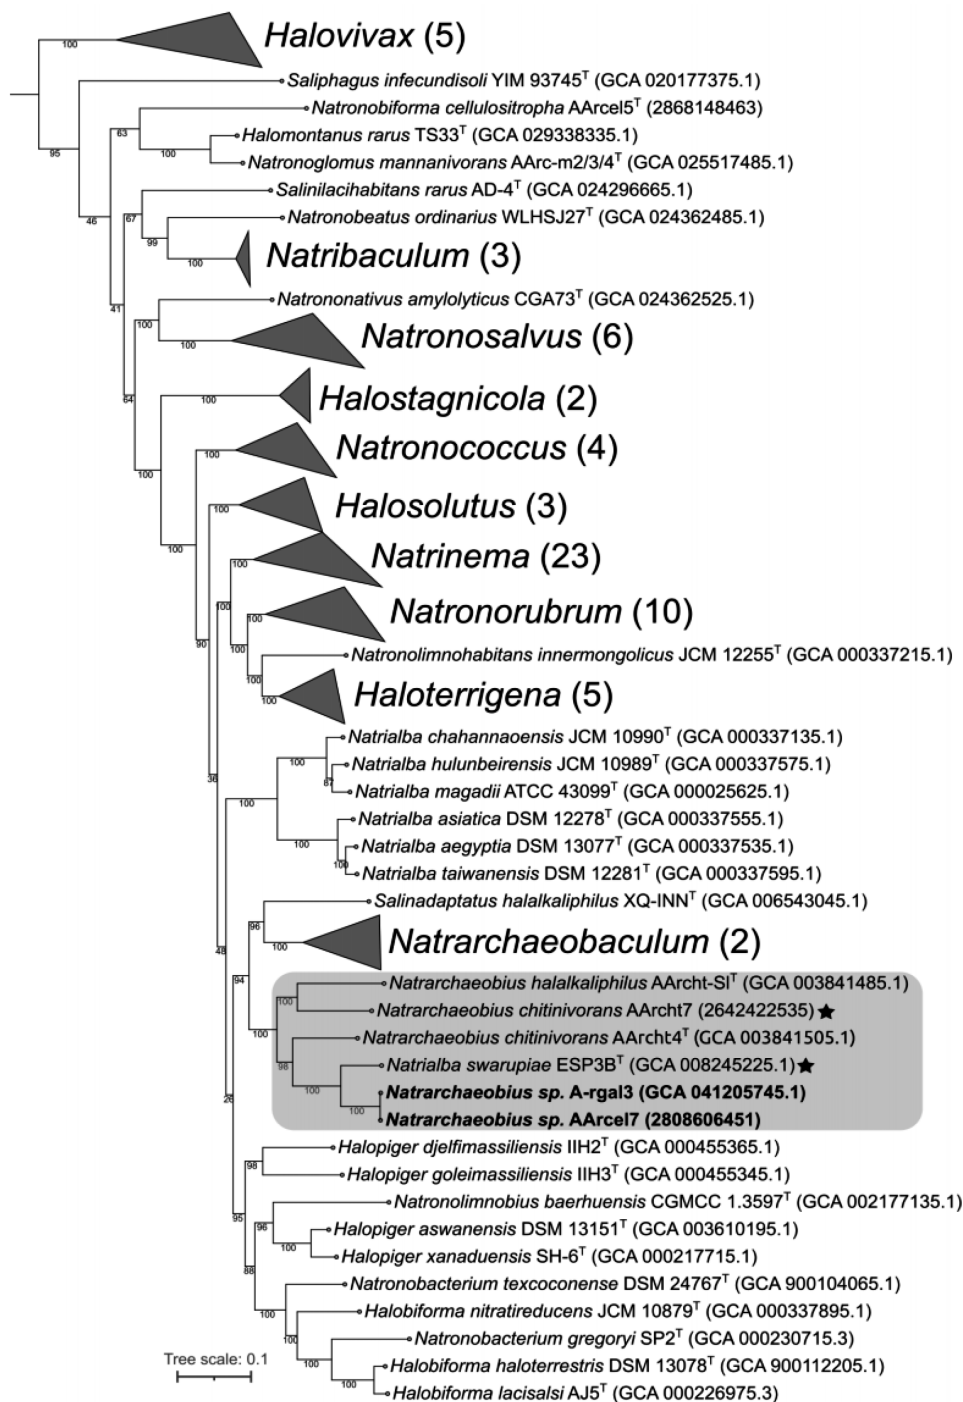 Halovivax (5)
100
Saliphagus infecundisoli YIM 93745T (GCA 020177375.1)
Natronobiforma cellulositropha AArcel5T (2868148463)
63
Halomontanus rarus TS33T (GCA 029338335.1)
100
95
Natronoglomus mannanivorans AArc-m2/3/4T (GCA 025517485.1)
Salinilacihabitans rarus AD-4T (GCA 024296665.1)
46
67
Natronobeatus ordinarius WLHSJ27T (GCA 024362485.1)
99
Natribaculum (3)
100
Natrononativus amylolyticus CGA73T (GCA 024362525.1)
41
100
Natronosalvus (6)
100
Halostagnicola (2)
100
64
Natronococcus (4)
100
100
Halosolutus (3)
100
100
Natrinema (23)
100
100
Natronorubrum (10)
100
90
Natronolimnohabitans innermongolicus JCM 12255T (GCA 000337215.1)
100
Haloterrigena (5)
100
Natrialba chahannaoensis JCM 10990T (GCA 000337135.1)
100
Natrialba hulunbeirensis JCM 10989T (GCA 000337575.1)
36
87
Natrialba magadii ATCC 43099T (GCA 000025625.1)
100
Natrialba asiatica DSM 12278T (GCA 000337555.1)
100
Natrialba aegyptia DSM 13077T (GCA 000337535.1)
100
Natrialba taiwanensis DSM 12281T (GCA 000337595.1)
Salinadaptatus halalkaliphilus XQ-INNT (GCA 006543045.1)
96
Natrarchaeobaculum (2)
100
48
94
Natrarchaeobius halalkaliphilus AArcht-SlT (GCA 003841485.1)
100
Natrarchaeobius chitinivorans AArcht7 (2642422535)★
Natrarchaeobius chitinivorans AArcht4T (GCA 003841505.1)
98
Natrialba swarupiae ESP3BT (GCA 008245225.1)★
Natrarchaeobius sp. A-rgal3 (GCA 041205745.1)
26
100
100
Natrarchaeobius sp. AArcel7 (2808606451)
Halopiger djelfimassiliensis IIH2T (GCA 000455365.1)
98
Halopiger goleimassiliensis IIH3T (GCA 000455345.1)
Natronolimnobius baerhuensis CGMCC 1.3597T (GCA 002177135.1)
95
96
Halopiger aswanensis DSM 13151T (GCA 003610195.1)
100
Halopiger xanaduensis SH-6T (GCA 000217715.1)
88
Natronobacterium texcoconense DSM 24767T (GCA 900104065.1)
100
Halobiforma nitratireducens JCM 10879T (GCA 000337895.1)
100
Natronobacterium gregoryi SP2T (GCA 000230715.3)
Tree scale: 0.1
100
Halobiforma haloterrestris DSM 13078T (GCA 900112205.1)
100
Halobiforma lacisalsi AJ5T (GCA 000226975.3)